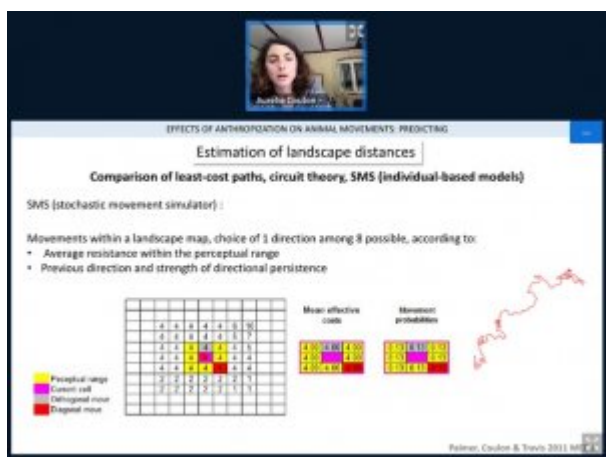 Aurélie Coulon
EFFECTS OF ANTHROPIZATION ON ANIMAL MOVEMENTS: PREDICTING
Estimation of landscape distances
Comparison of least-cost paths, circuit theory, SMS (individual-based models)
SMS (stochastic movement simulator) :
Movements within a landscape map, choice of 1 direction among 8 possible, according to:
• Average resistance within the perceptual range
• Previous direction and strength of directional persistence
Mean effective costs
Movement probabilities
Perceptual range
Current cell
Orthogonal move
Diagonal move
Palmer, Coulon & Travis 2011